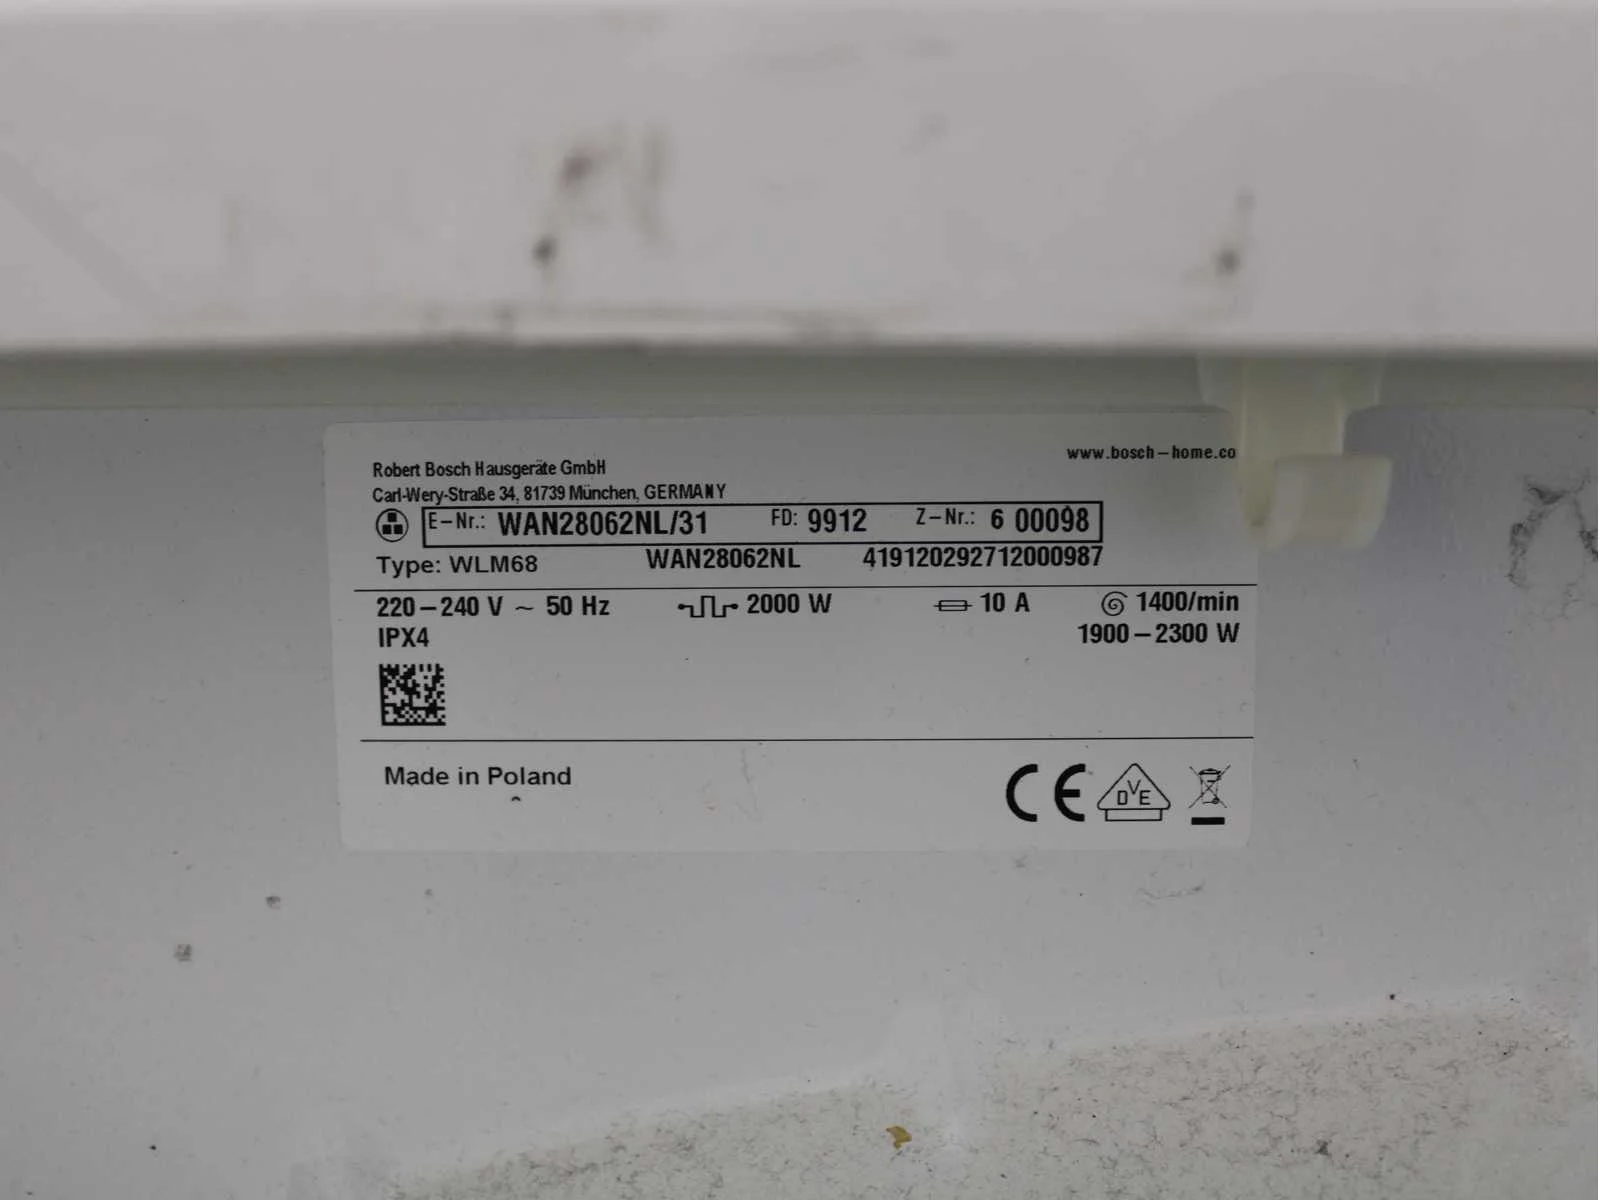 Robert Bosch Hausgeräte GmbH
Carl-Wery-Straße 34, 81739 München, GERMANY
www.bosch-home.co
E-Nr.: WAN28062NL/31 FD: 9912 Z-Nr.: 6 00098
Type: WLM68 WAN28062NL 419120292712000987
220-240 V ~ 50 Hz 2000 W 10 A 1400/min
IPX4 1900-2300 W
Made in Poland
CE DVE